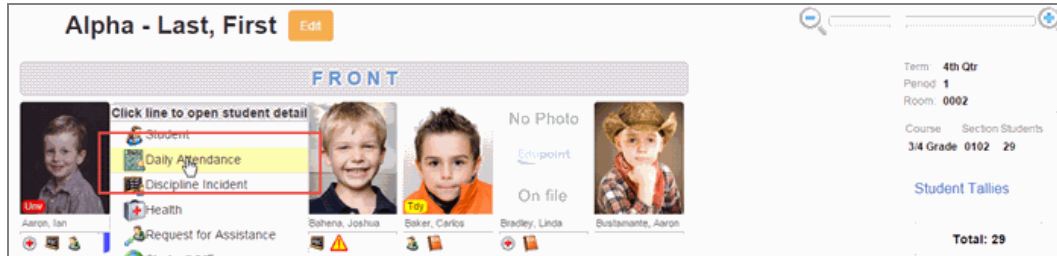 Alpha - Last, First
Edit
FRONT
Term: 4th Qtr
Period: 1
Room: 0002
Course Section Students
3/4 Grade 0102 29
Student Tallies
Total: 29
Click line to open student detail
Student
Daily Attendance
Discipline Incident
Health
Request for Assistance
No Photo
Edupoint
On file
Unv
Tdy
Aaron, Ian
Bahena, Joshua
Baker, Carlos
Bradley, Linda
Bustamante, Aaron